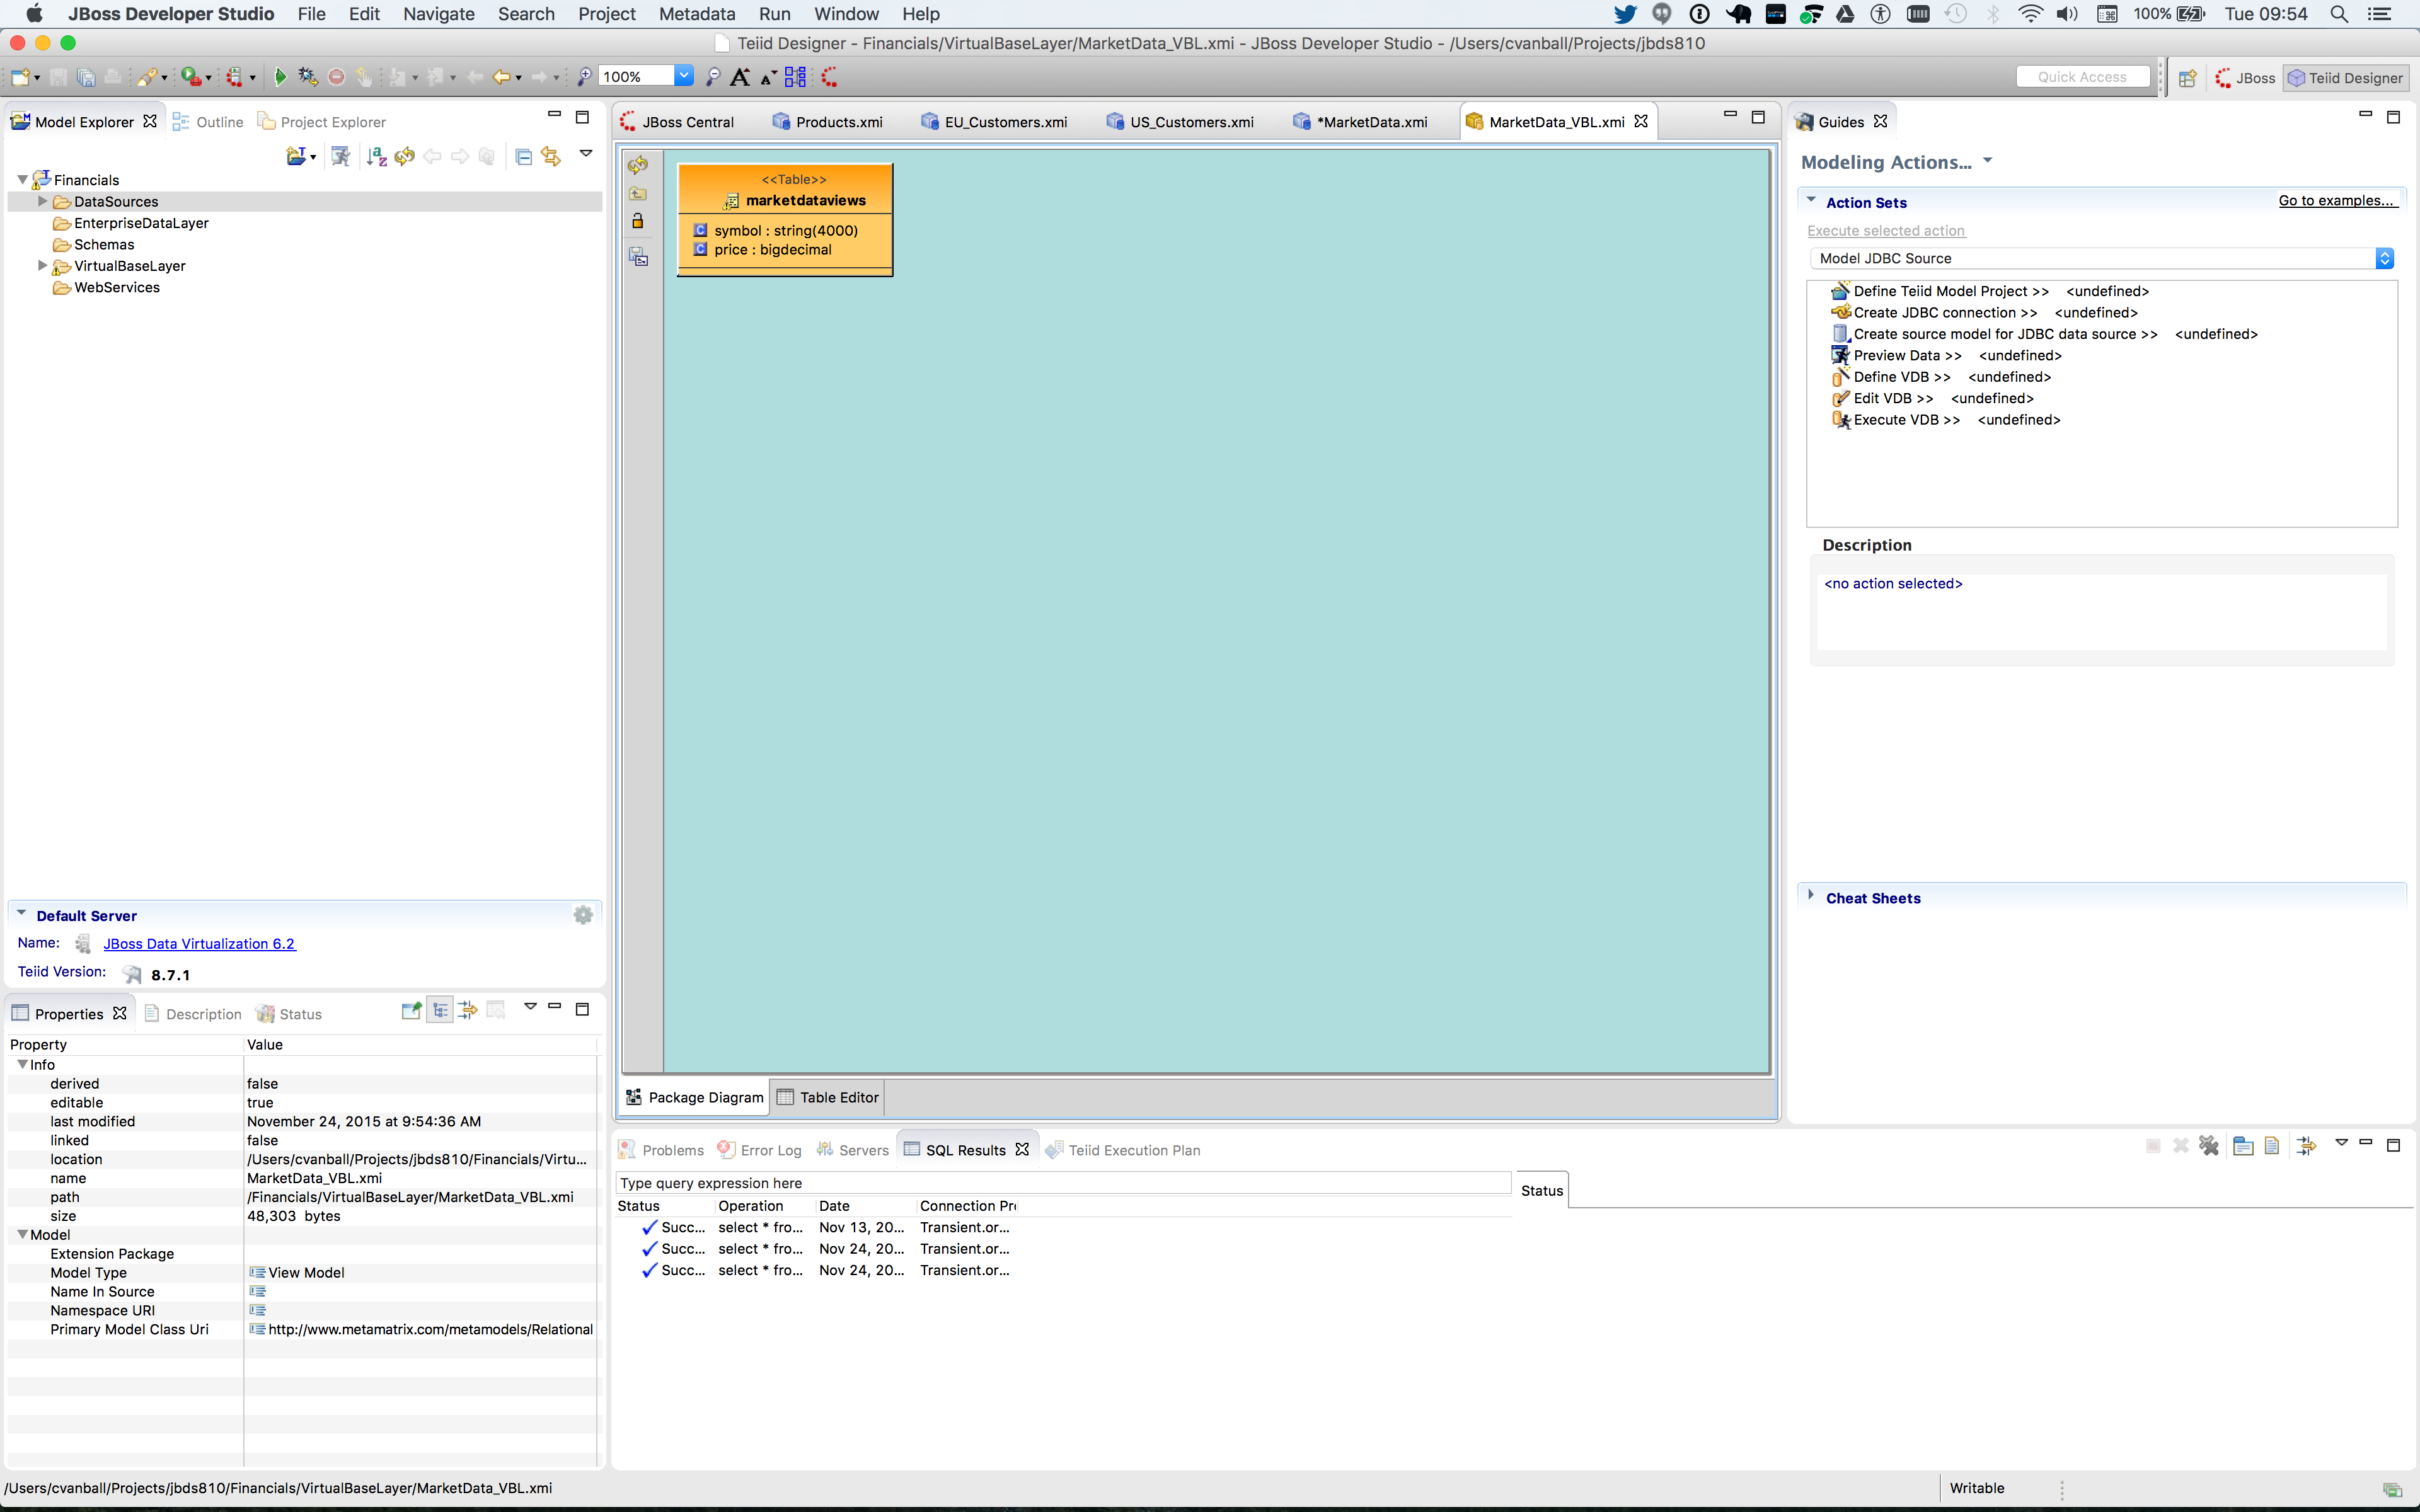 JBoss Developer Studio File Edit Navigate Search Project Metadata Run Window Help 100% Tue 09:54
Teiid Designer - Financials/VirtualBaseLayer/MarketData_VBL.xmi - JBoss Developer Studio - /Users/cvanball/Projects/jbds810
100% Quick Access JBoss Teiid Designer
Model Explorer Outline Project Explorer
Financials
DataSources
EnterpriseDataLayer
Schemas
VirtualBaseLayer
WebServices
Default Server
Name: JBoss Data Virtualization 6.2
Teiid Version: 8.7.1
Properties Description Status
Property Value
Info
derived false
editable true
last modified November 24, 2015 at 9:54:36 AM
linked false
location /Users/cvanball/Projects/jbds810/Financials/Virtu...
name MarketData_VBL.xmi
path /Financials/VirtualBaseLayer/MarketData_VBL.xmi
size 48,303 bytes
Model
Extension Package
Model Type View Model
Name In Source
Namespace URI
Primary Model Class Uri http://www.metamatrix.com/metamodels/Relational
JBoss Central Products.xmi EU_Customers.xmi US_Customers.xmi *MarketData.xmi MarketData_VBL.xmi
<<Table>>
marketdataviews
symbol : string(4000)
price : bigdecimal
Package Diagram Table Editor
Problems Error Log Servers SQL Results Teiid Execution Plan
Type query expression here
Status Operation Date Connection Pr
Succ... select * fro... Nov 13, 20... Transient.or...
Succ... select * fro... Nov 24, 20... Transient.or...
Succ... select * fro... Nov 24, 20... Transient.or...
Status
Guides
Modeling Actions...
Action Sets Go to examples...
Execute selected action
Model JDBC Source
Define Teiid Model Project >> <undefined>
Create JDBC connection >> <undefined>
Create source model for JDBC data source >> <undefined>
Preview Data >> <undefined>
Define VDB >> <undefined>
Edit VDB >> <undefined>
Execute VDB >> <undefined>
Description
<no action selected>
Cheat Sheets
/Users/cvanball/Projects/jbds810/Financials/VirtualBaseLayer/MarketData_VBL.xmi Writable